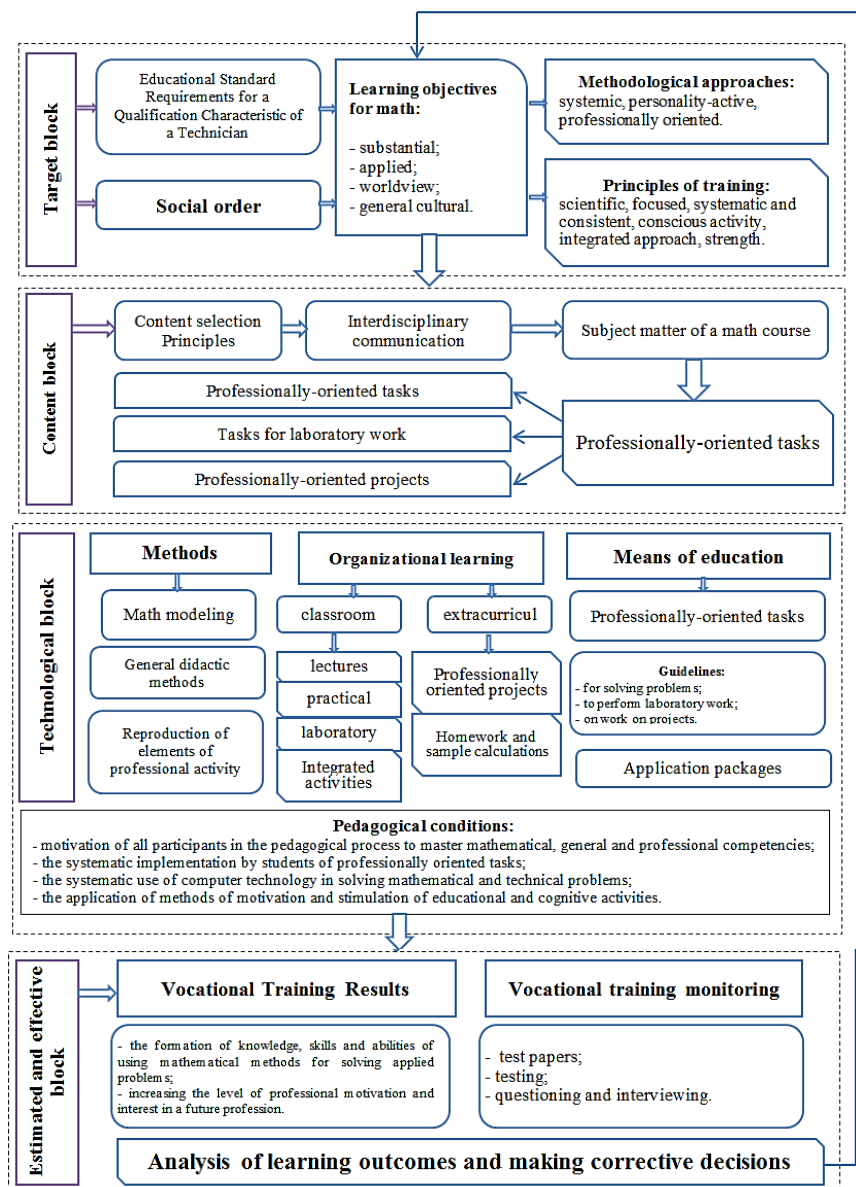 Target block
Educational Standard
Requirements for a
Qualification Characteristic of
a Technician
Social order
Learning objectives
for math:
- substantial;
- applied;
- worldview;
- general cultural.
Methodological approaches:
systemic, personality-active,
professionally oriented.
Principles of training:
scientific, focused, systematic and
consistent, conscious activity,
integrated approach, strength.
Content block
Content selection
Principles
Interdisciplinary
communication
Subject matter of a math course
Professionally-oriented tasks
Tasks for laboratory work
Professionally-oriented projects
Professionally-oriented tasks
Technological block
Methods
Math modeling
General didactic
methods
Reproduction of
elements of
professional activity
Organizational learning
classroom
lectures
practical
laboratory
Integrated
activities
extracurricul
Professionally
oriented projects
Homework and
sample calculations
Means of education
Professionally-oriented tasks
Guidelines:
- for solving problems;
- to perform laboratory work;
- on work on projects.
Application packages
Pedagogical conditions:
- motivation of all participants in the pedagogical process to master mathematical, general and professional competencies;
- the systematic implementation by students of professionally oriented tasks;
- the systematic use of computer technology in solving mathematical and technical problems;
- the application of methods of motivation and stimulation of educational and cognitive activities.
Estimated and effective
block
Vocational Training Results
- the formation of knowledge, skills and abilities of
using mathematical methods for solving applied
problems;
- increasing the level of professional motivation and
interest in a future profession.
Vocational training monitoring
- test papers;
- testing;
- questioning and interviewing.
Analysis of learning outcomes and making corrective decisions